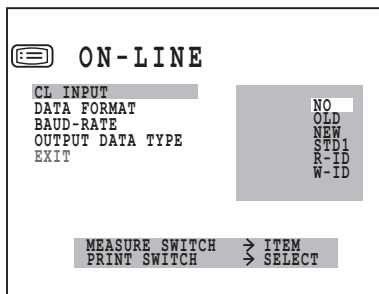 ON-LINE
CL INPUT
DATA FORMAT
BAUD-RATE
OUTPUT DATA TYPE
EXIT
NO
OLD
NEW
STD1
R-ID
W-ID
MEASURE SWITCH → ITEM
PRINT SWITCH → SELECT